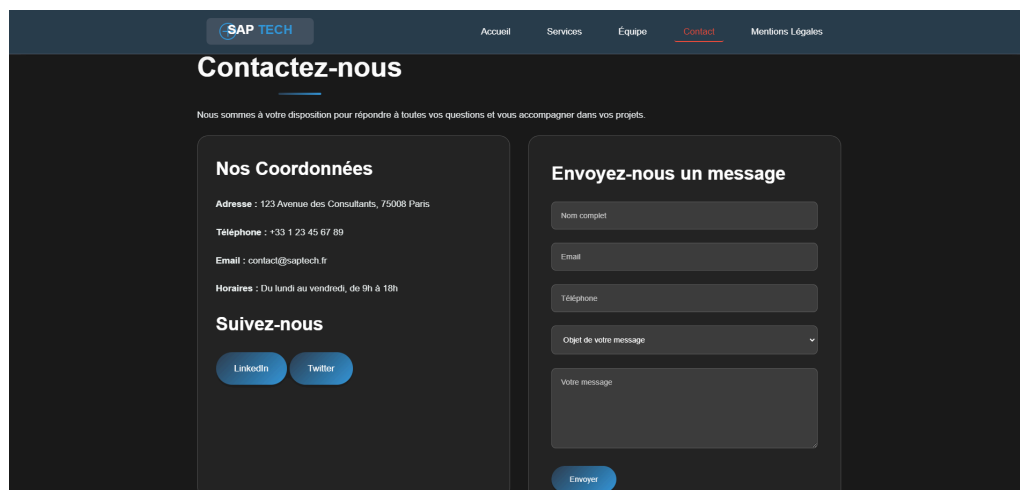 SAP TECH
Accueil
Services
Équipe
Contact
Mentions Légales
Contactez-nous
Nous sommes à votre disposition pour répondre à toutes vos questions et vous accompagner dans vos projets.
Nos Coordonnées
Adresse : 123 Avenue des Consultants, 75008 Paris
Téléphone : +33 1 23 45 67 89
Email : contact@saptech.fr
Horaires : Du lundi au vendredi, de 9h à 18h
Suivez-nous
LinkedIn
Twitter
Envoyez-nous un message
Nom complet
Email
Téléphone
Objet de votre message
Votre message
Envoyer